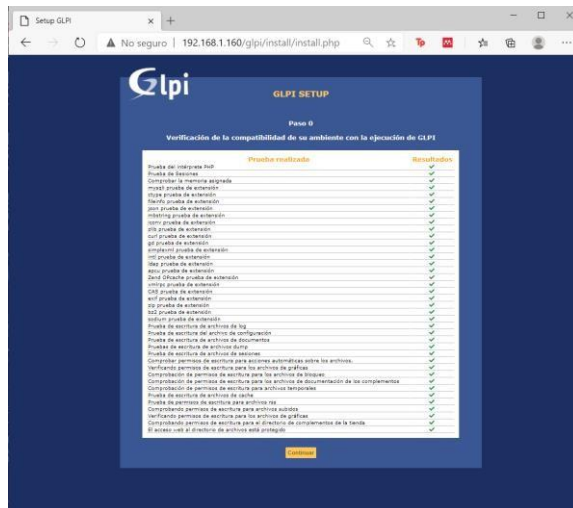 Setup GLPI
No seguro | 192.168.1.160/glpi/install/install.php
Glpi
GLPI SETUP
Paso 0
Verificación de la compatibilidad de su ambiente con la ejecución de GLPI
Prueba realizada Resultados
Prueba del intérprete PHP
Prueba de Sesiones
Comprobar la memoria asignada
mysqli prueba de extensión
ctype prueba de extensión
fileinfo prueba de extensión
json prueba de extensión
mbstring prueba de extensión
iconv prueba de extensión
zlib prueba de extensión
curl prueba de extensión
gd prueba de extensión
simplexml prueba de extensión
intl prueba de extensión
ldap prueba de extensión
apcu prueba de extensión
Zend OPcache prueba de extensión
xmlrpc prueba de extensión
CAS prueba de extensión
exif prueba de extensión
zip prueba de extensión
bz2 prueba de extensión
sodium prueba de extensión
Prueba de escritura de archivos de log
Prueba de escritura del archivo de configuración
Prueba de escritura de archivos de documentos
Pruebas de escritura de archivos dump
Prueba de escritura de archivos de sesiones
Comprobar permisos de escritura para acciones automáticas sobre los archivos.
Verificando permisos de escritura para los archivos de gráficas
Comprobación de permisos de escritura para los archivos de bloqueo
Comprobación de permisos de escritura para los archivos de documentación de los complementos
Comprobación de permisos de escritura para archivos temporales
Prueba de escritura de archivos de cache
Prueba de permisos de escritura para archivos rss
Comprobando permisos de escritura para archivos subidos
Verificando permisos de escritura para los archivos de gráficas
Comprobando permisos de escritura para el directorio de complementos de la tienda
El acceso web al directorio de archivos está protegido
Continuar